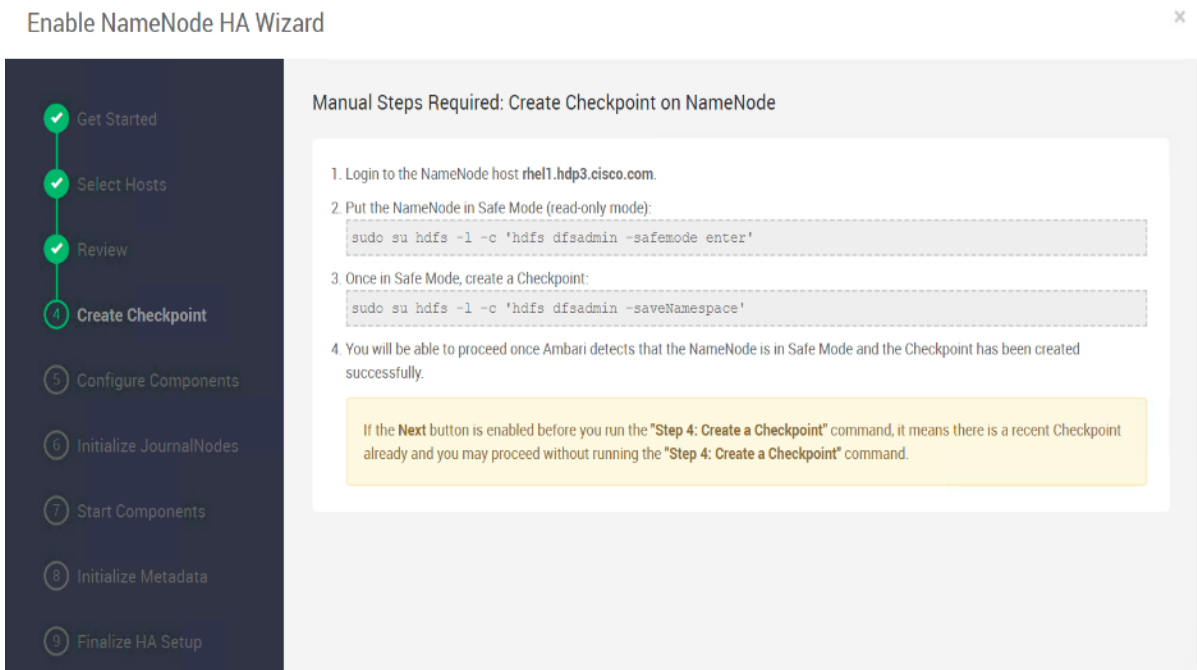 Enable NameNode HA Wizard
×
Get Started
Select Hosts
Review
4 Create Checkpoint
5 Configure Components
6 Initialize JournalNodes
7 Start Components
8 Initialize Metadata
9 Finalize HA Setup
Manual Steps Required: Create Checkpoint on NameNode
1. Login to the NameNode host rhel1.hdp3.cisco.com.
2. Put the NameNode in Safe Mode (read-only mode):
sudo su hdfs -l -c 'hdfs dfsadmin -safemode enter'
3. Once in Safe Mode, create a Checkpoint:
sudo su hdfs -l -c 'hdfs dfsadmin -saveNamespace'
4. You will be able to proceed once Ambari detects that the NameNode is in Safe Mode and the Checkpoint has been created
successfully.
If the Next button is enabled before you run the "Step 4: Create a Checkpoint" command, it means there is a recent Checkpoint
already and you may proceed without running the "Step 4: Create a Checkpoint" command.